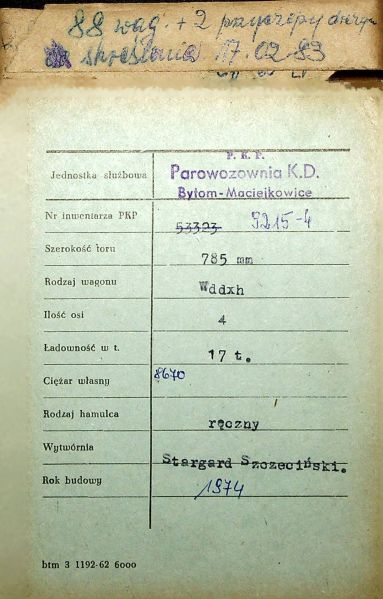 88 wag. + 2 przyczepy
skreślenia 17.02.83
P. K. P.
Jednostka służbowa Parowozownia K.D.
Bytom-Maciejkowice
Nr inwentarza PKP 53323 5215-4
Szerokość toru 785 mm
Rodzaj wagonu Wddxh
Ilość osi 4
Ładowność w t. 17 t.
Ciężar własny 8670
Rodzaj hamulca ręczny
Wytwórnia Stargard Szczeciński.
Rok budowy 1974
btm 3 1192-62 6000